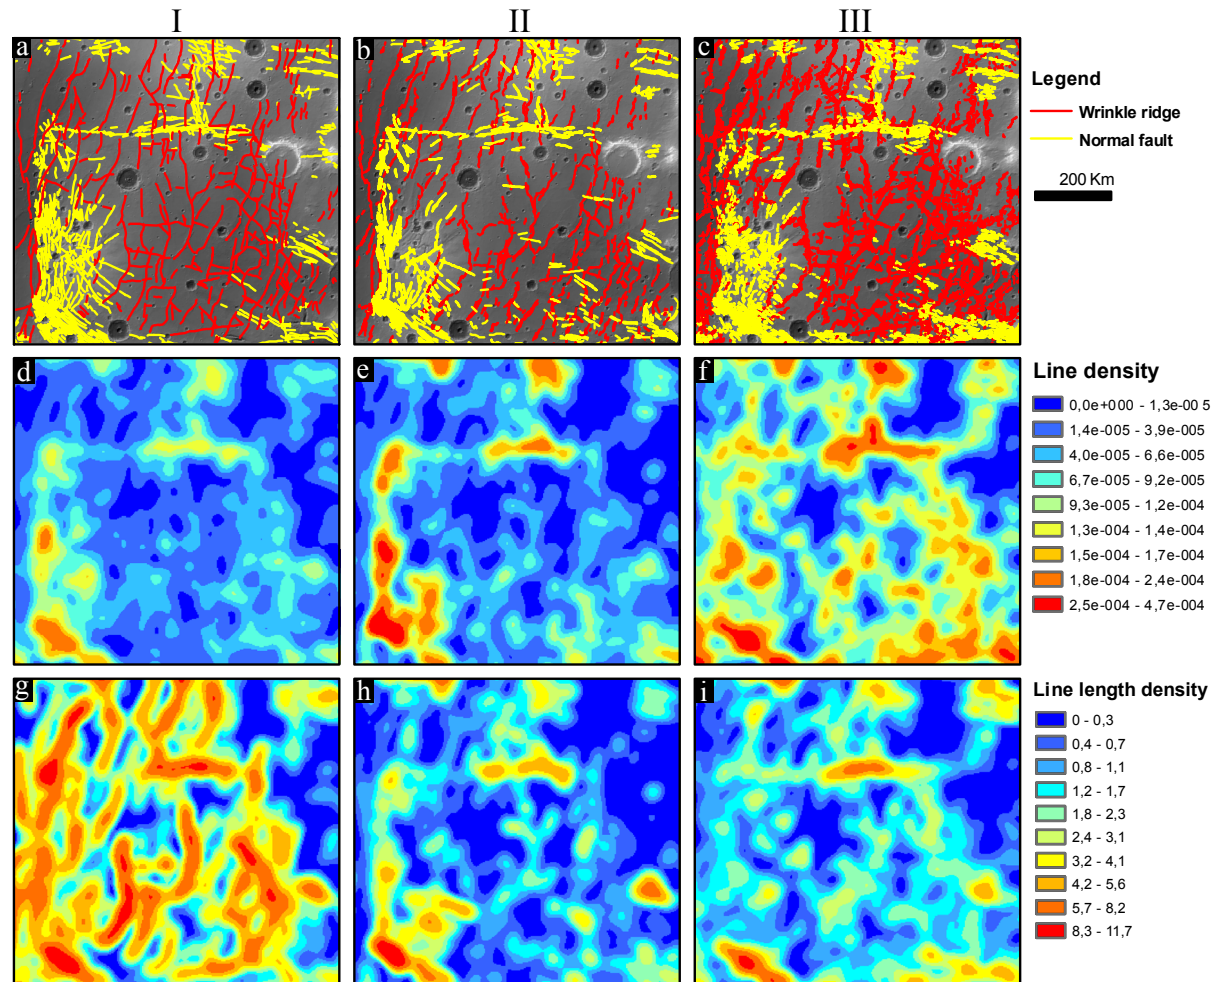 I II III
a b c
Legend
Wrinkle ridge
Normal fault
200 Km
d e f
Line density
0,0e+000 - 1,3e-00 5
1,4e-005 - 3,9e-005
4,0e-005 - 6,6e-005
6,7e-005 - 9,2e-005
9,3e-005 - 1,2e-004
1,3e-004 - 1,4e-004
1,5e-004 - 1,7e-004
1,8e-004 - 2,4e-004
2,5e-004 - 4,7e-004
g h i
Line length density
0 - 0,3
0,4 - 0,7
0,8 - 1,1
1,2 - 1,7
1,8 - 2,3
2,4 - 3,1
3,2 - 4,1
4,2 - 5,6
5,7 - 8,2
8,3 - 11,7